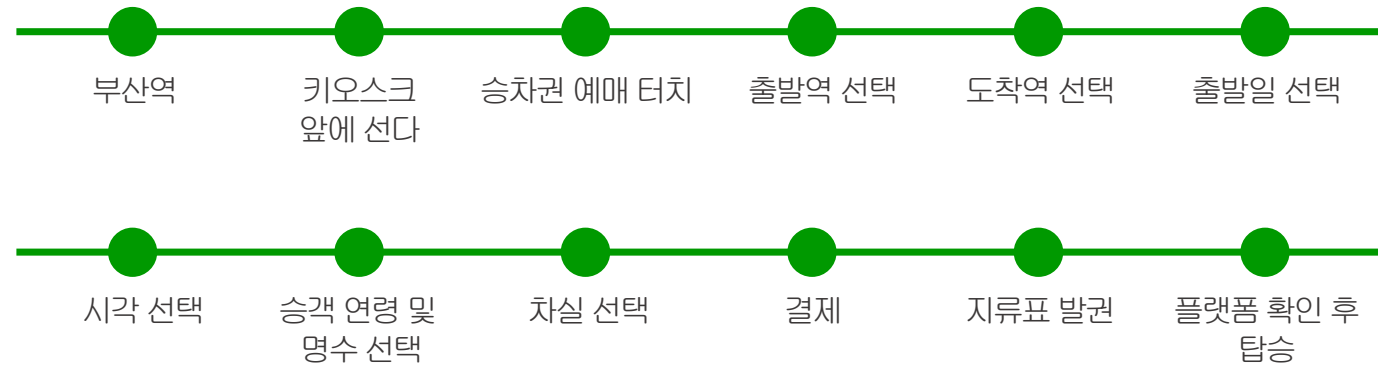 부산역
키오스크
앞에 선다
승차권 예매 터치
출발역 선택
도착역 선택
출발일 선택
시각 선택
승객 연령 및
명수 선택
차실 선택
결제
지류표 발권
플랫폼 확인 후
탑승